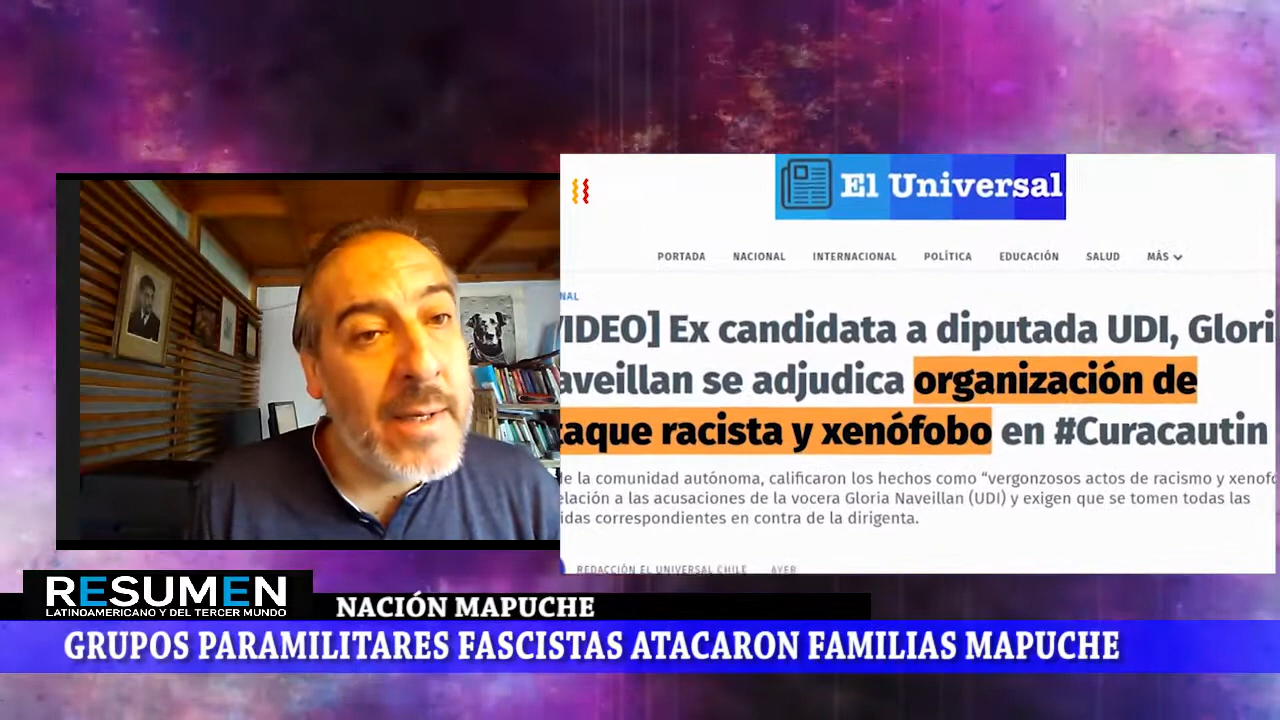 El Universal
PORTADA NACIONAL INTERNACIONAL POLÍTICA EDUCACIÓN SALUD MÁS
NAL
VIDEO] Ex candidata a diputada UDI, Glori
aveillan se adjudica organización de
taque racista y xenófobo en #Curacautin
de la comunidad autónoma, calificaron los hechos como “vergonzosos actos de racismo y xenofo
elación a las acusaciones de la vocera Gloria Naveillan (UDI) y exigen que se tomen todas las
idas correspondientes en contra de la dirigenta.
REDACCIÓN EL UNIVERSAL CHILE AYER
RESUMEN
LATINOAMERICANO Y DEL TERCER MUNDO
NACIÓN MAPUCHE
GRUPOS PARAMILITARES FASCISTAS ATACARON FAMILIAS MAPUCHE